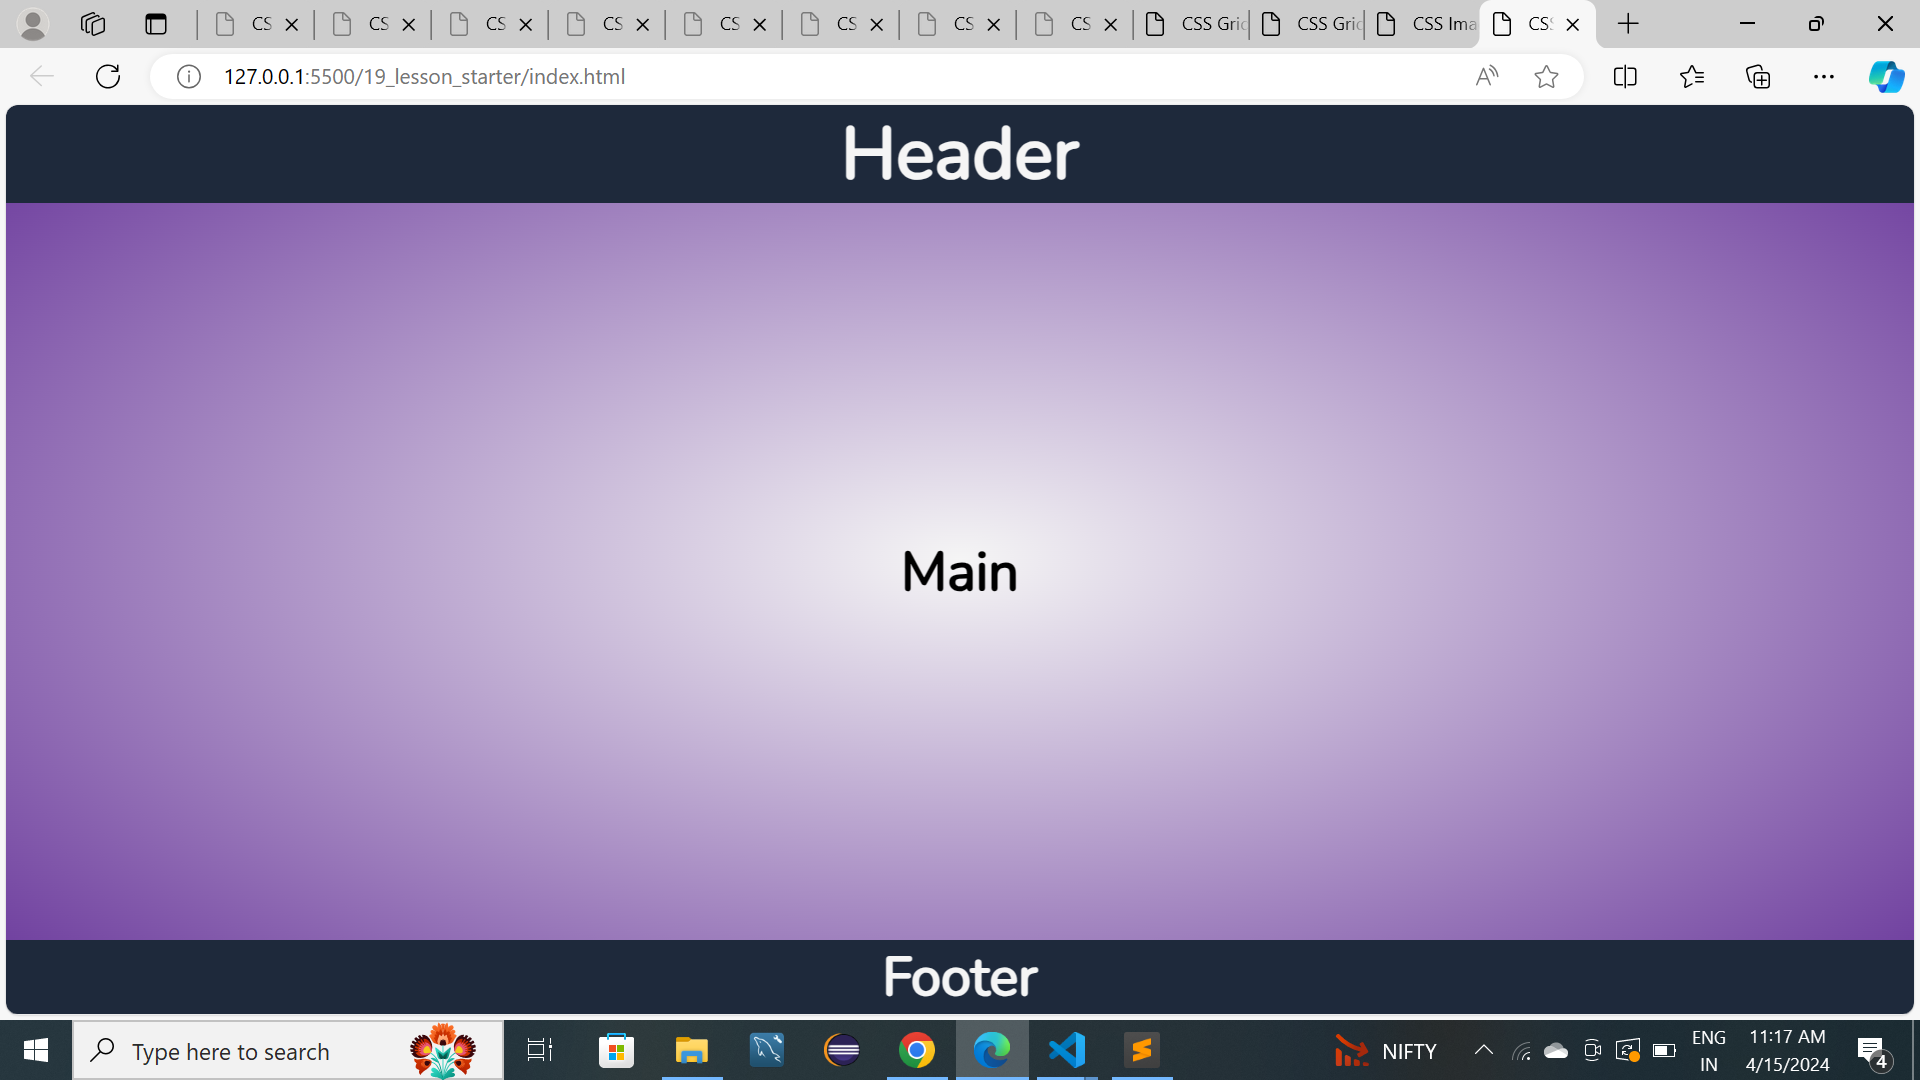 CS CS CS CS CS CS CS CS CSS Grid CSS Grid CSS Ima CSS
127.0.0.1:5500/19_lesson_starter/index.html
Header
Main
Footer
Type here to search
NIFTY
ENG
IN
11:17 AM
4/15/2024
4